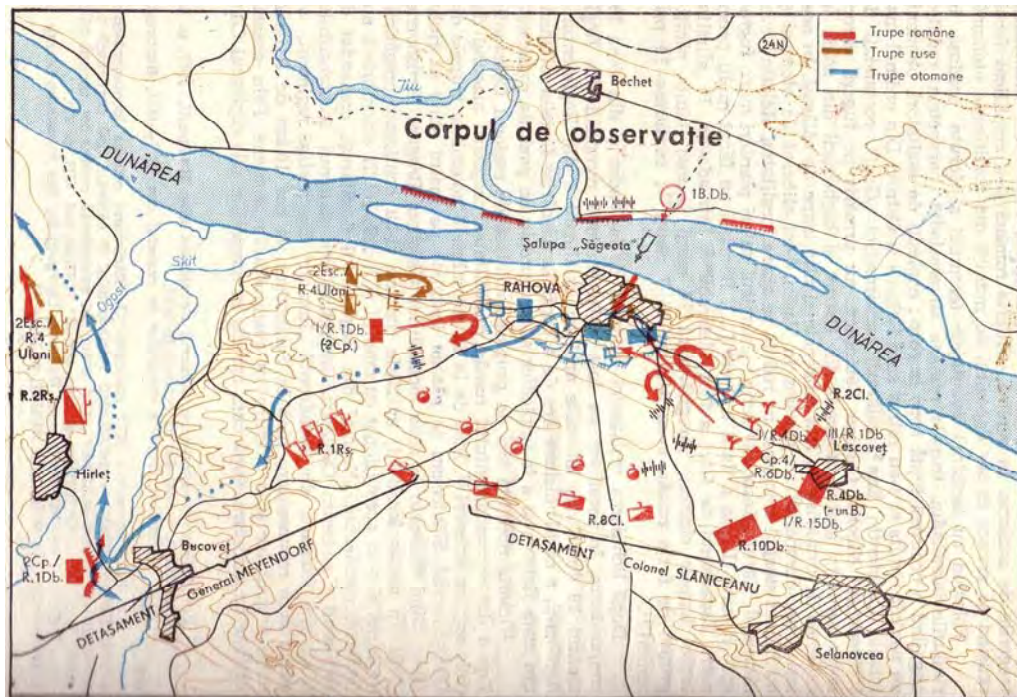 Trupe române
Trupe ruse
Trupe otomane
24N
Bechet
Jiu
Corpul de observație
DUNĂREA
1B.Db.
Șalupa „Săgeata”
Skit
Ogost
2Esc./
R.4Ulani
RAHOVA
I/R.1Db.
(-2Cp.)
DUNĂREA
2Esc./
R.4
Ulani
R.2Rs.
R.1Rs.
Hîrleț
R.2Cl.
I/R.4Db.
III/R.1Db.
Lescoveț
Cp.4/
R.6Db.
R.4Db.
(-un B.)
I/R.15Db.
R.10Db.
R.8Cl.
2Cp./
R.1Db.
Bucoveț
DETAȘAMENT
General MEYENDORF
DETAȘAMENT
Colonel SLĂNICEANU
Selanovcea